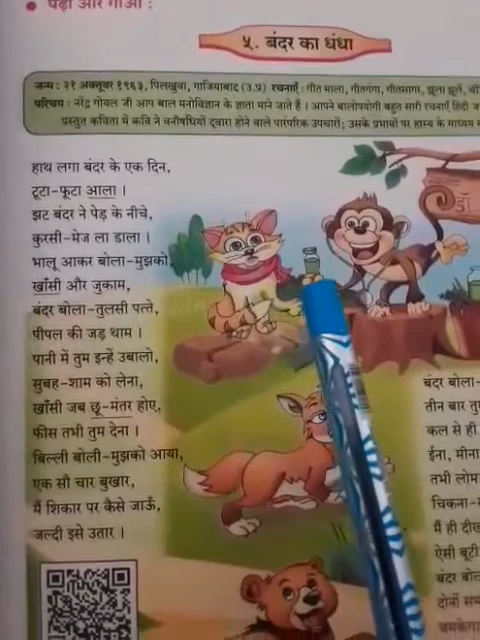 पढ़ो और गाओ :
५. बंदर का धंधा
जन्म : २१ अक्तूबर १९६३, पिलखुवा, गाजियाबाद (उ.प्र) रचनाएँ : गीत माला, गीतगंगा, गीतसागर, झूला झूलें,
परिचय : नरेंद्र गोयल जी आप बाल मनोविज्ञान के ज्ञाता माने जाते हैं । आपने बालोपयोगी बहुत सारी रचनाएँ हिंदी
प्रस्तुत कविता में कवि ने वनौषधियों द्वारा होने वाले पारंपरिक उपचारों; उसके प्रभावों पर हास्य के माध्यम
हाथ लगा बंदर के एक दिन,
टूटा-फूटा आला ।
झट बंदर ने पेड़ के नीचे,
कुरसी-मेज ला डाला ।
भालू आकर बोला-मुझको,
खाँसी और जुकाम,
बंदर बोला-तुलसी पत्ते,
पीपल की जड़ थाम ।
पानी में तुम इन्हें उबालो,
सुबह-शाम को लेना,
खाँसी जब छू-मंतर होए,
फीस तभी तुम देना ।
बिल्ली बोली-मुझको आया,
एक सौ चार बुखार,
मैं शिकार पर कैसे जाऊँ,
जल्दी इसे उतार ।
डॉ
बंदर बोला-
तीन बार
कल से ही
ईना, मीना
तभी लोम
चिकना-
मैं ही
ऐसी बूटी
बंदर
दोनों